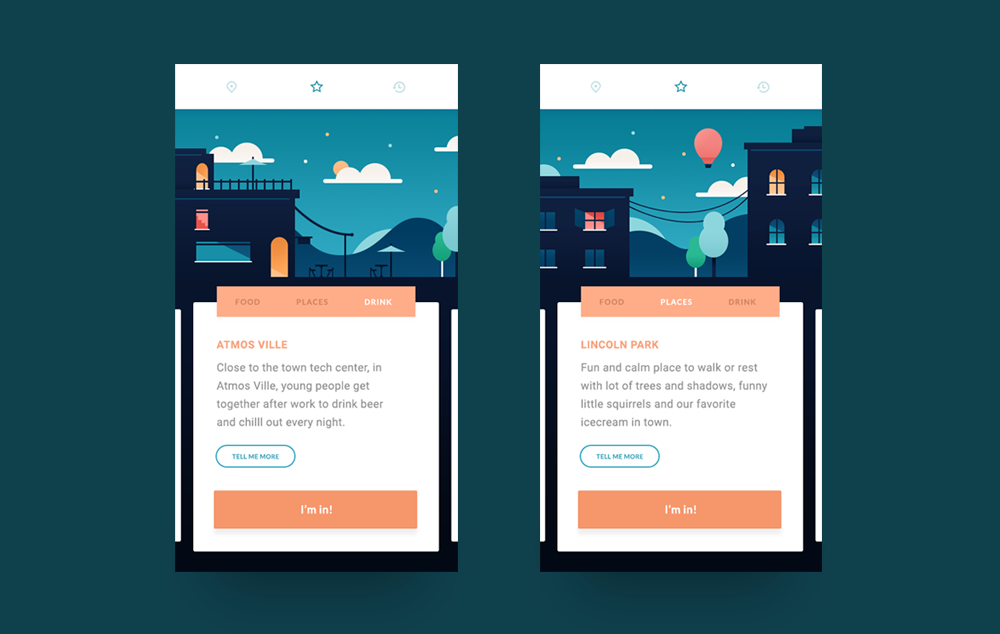 FOOD PLACES DRINK
ATMOS VILLE
Close to the town tech center, in
Atmos Ville, young people get
together after work to drink beer
and chilll out every night.
TELL ME MORE
I'm in!
FOOD PLACES DRINK
LINCOLN PARK
Fun and calm place to walk or rest
with lot of trees and shadows, funny
little squirrels and our favorite
icecream in town.
TELL ME MORE
I'm in!